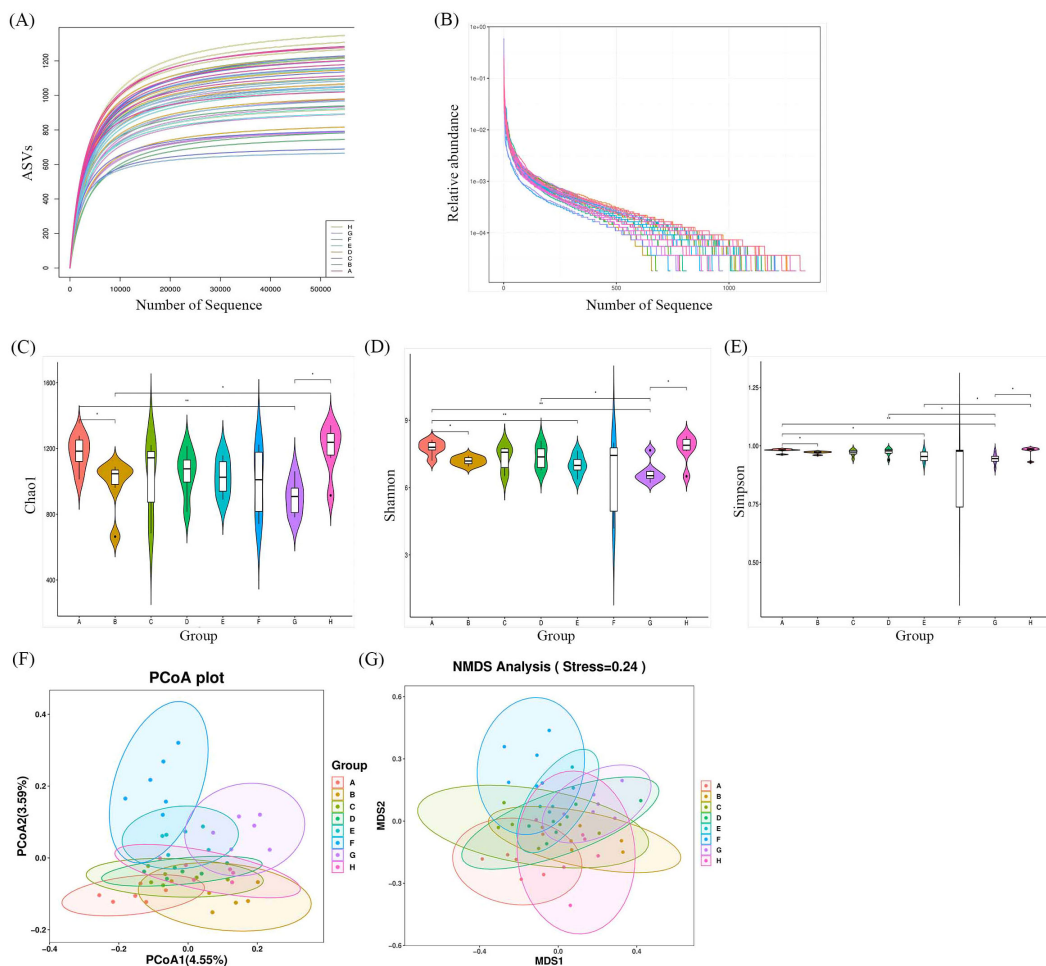 (A)
ASVs
1200
1000
800
600
400
200
0
H
G
F
E
D
C
B
A
0 10000 20000 30000 40000 50000
Number of Sequence
(B)
Relative abundance
1e+00
1e-01
1e-02
1e-03
1e-04
0 500 1000
Number of Sequence
(C)
Chao1
1600
1200
800
400
A B C D E F G H
Group
(D)
Shannon
9
6
3
A B C D E F G H
Group
(E)
Simpson
1.00
0.75
0.50
A B C D E F G H
Group
(F)
PCoA plot
PCoA2(3.59%)
0.4
0.2
0.0
-0.2
-0.4 -0.2 0.0 0.2
PCoA1(4.55%)
Group
A
B
C
D
E
F
G
H
(G)
NMDS Analysis ( Stress=0.24 )
MDS2
0.6
0.3
0.0
-0.3
-0.6
-0.4 0.0 0.4
MDS1
A
B
C
D
E
F
G
H